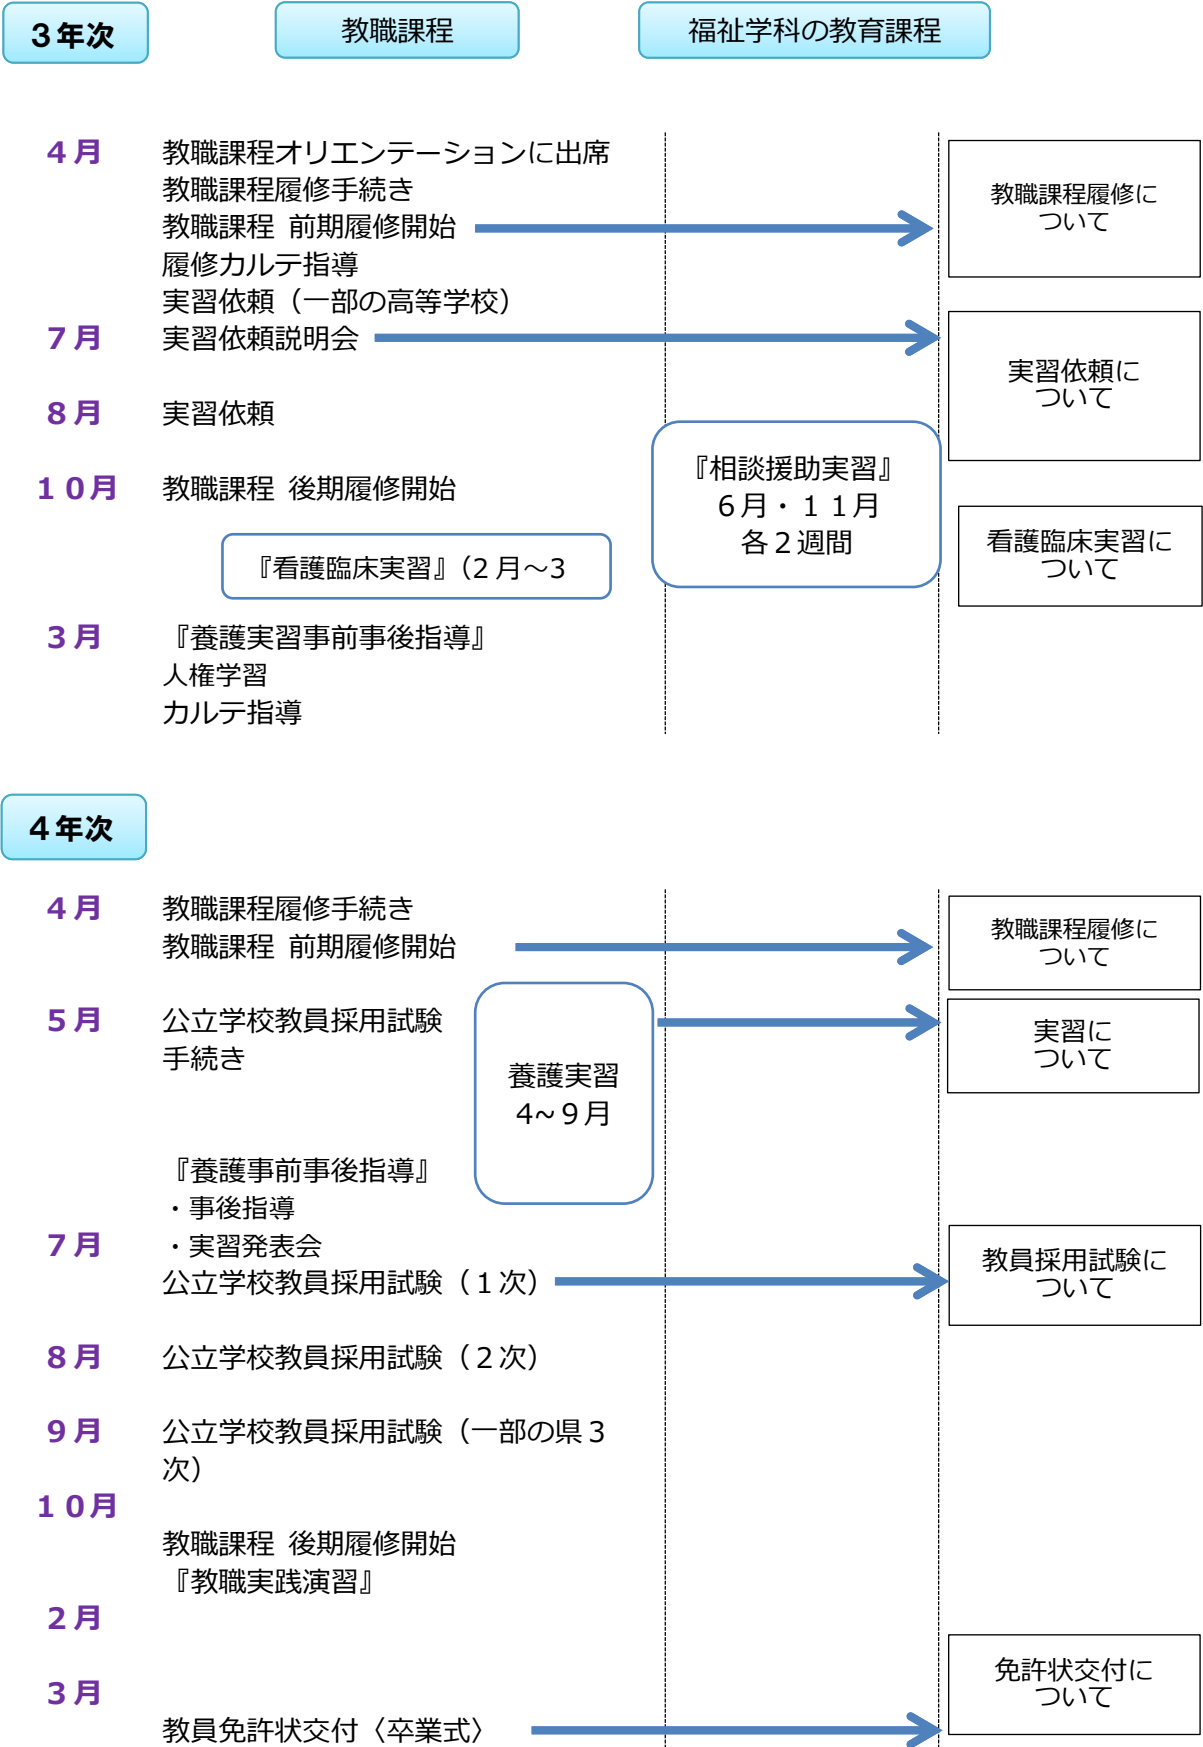 ３年次
教職課程
福祉学科の教育課程
４月
教職課程オリエンテーションに出席
教職課程履修手続き
教職課程 前期履修開始
履修カルテ指導
実習依頼（一部の高等学校）
教職課程履修に
ついて
７月
実習依頼説明会
実習依頼に
ついて
８月
実習依頼
『相談援助実習』
６月・１１月
各２週間
１０月
教職課程 後期履修開始
『看護臨床実習』（２月～3
看護臨床実習に
ついて
３月
『養護実習事前事後指導』
人権学習
カルテ指導
４年次
４月
教職課程履修手続き
教職課程 前期履修開始
教職課程履修に
ついて
５月
公立学校教員採用試験
手続き
養護実習
4~９月
実習に
ついて
『養護事前事後指導』
・事後指導
７月
・実習発表会
公立学校教員採用試験（１次）
教員採用試験に
ついて
８月
公立学校教員採用試験（２次）
９月
公立学校教員採用試験（一部の県３
次）
１０月
教職課程 後期履修開始
『教職実践演習』
２月
３月
免許状交付に
ついて
教員免許状交付〈卒業式〉